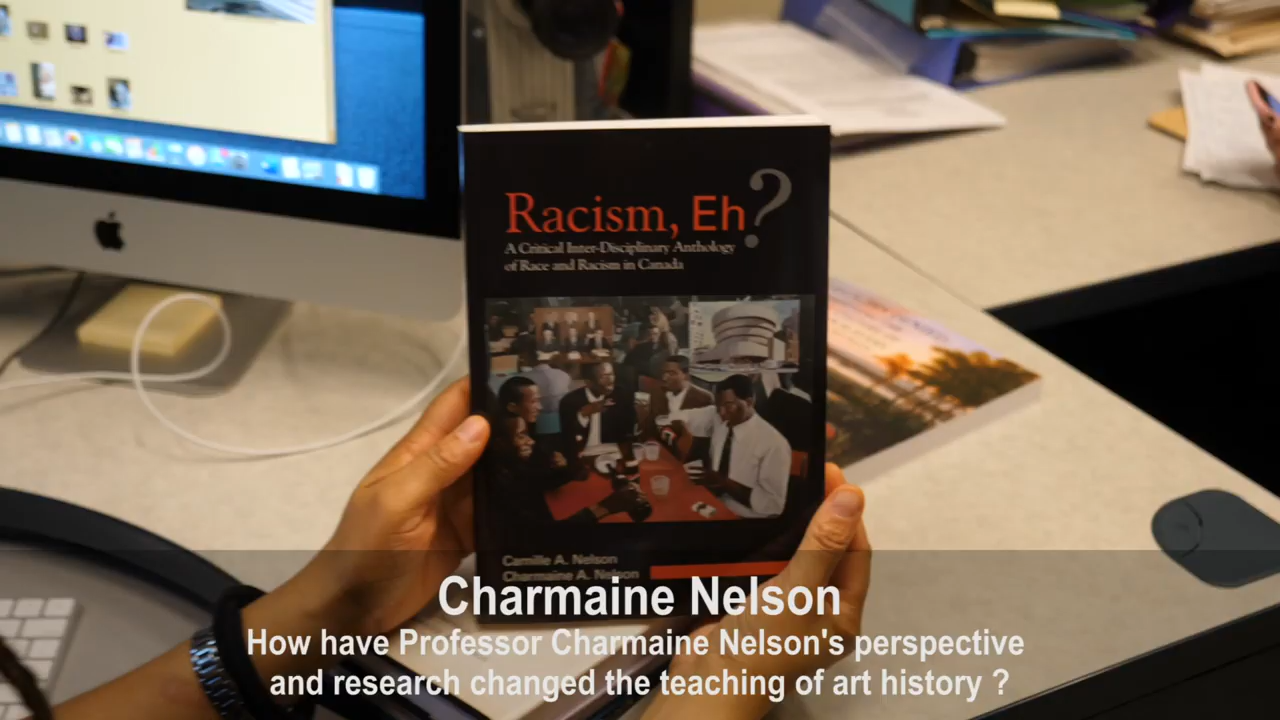 Racism, Eh?
A Critical Inter-Disciplinary Anthology
of Race and Racism in Canada
Camille A. Nelson
Charmaine A. Nelson
Charmaine Nelson
How have Professor Charmaine Nelson's perspective
and research changed the teaching of art history ?